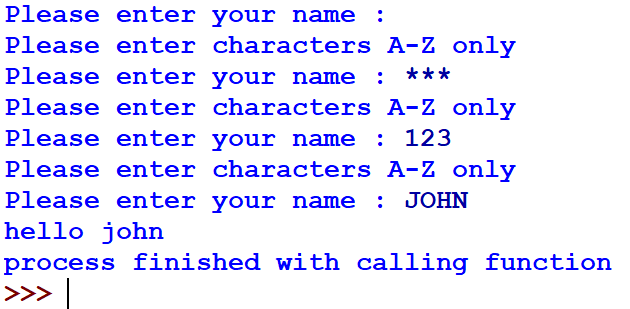 Please enter your name :
Please enter characters A-Z only
Please enter your name : ***
Please enter characters A-Z only
Please enter your name : 123
Please enter characters A-Z only
Please enter your name : JOHN
hello john
process finished with calling function
>>>